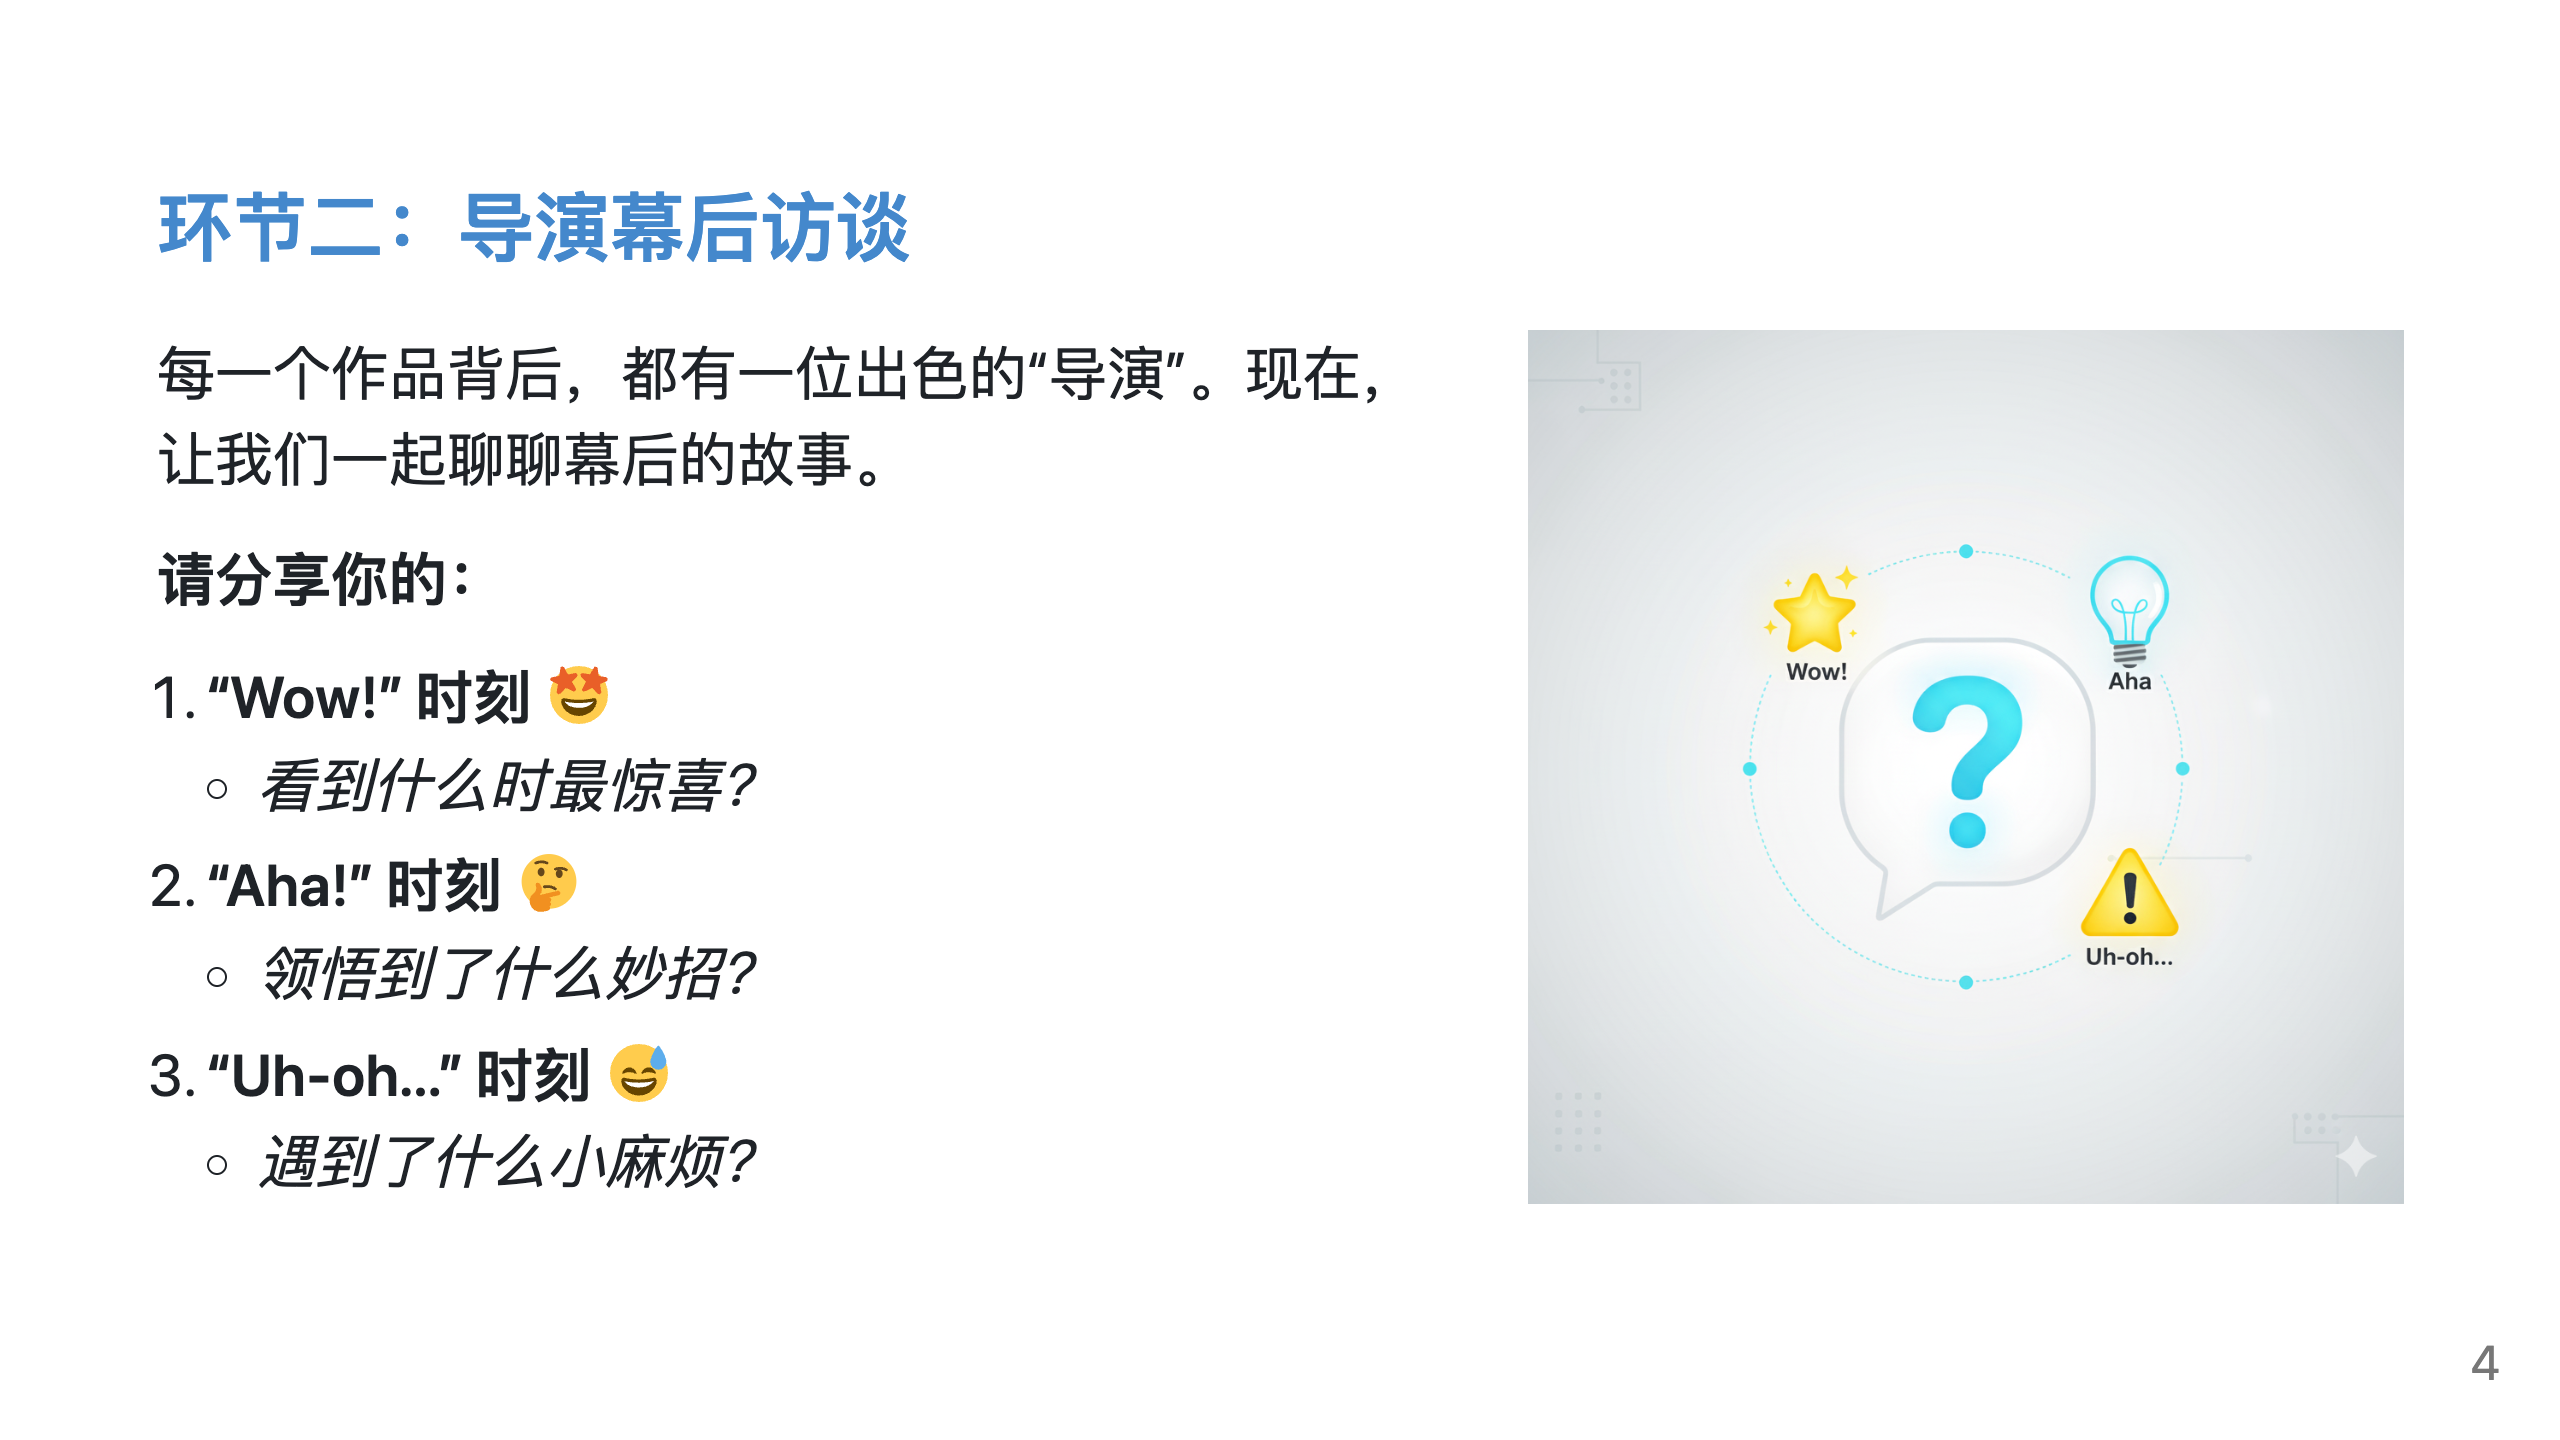 环节二：导演幕后访谈
每一个作品背后，都有一位出色的“导演”。现在，
让我们一起聊聊幕后的故事。
请分享你的：
1. “Wow!” 时刻 🤩
○ 看到什么时最惊喜？
2. “Aha!” 时刻 🤔
○ 领悟到了什么妙招？
3. “Uh-oh...” 时刻 😅
○ 遇到了什么小麻烦？
Wow!
Aha
?
Uh-oh...
4